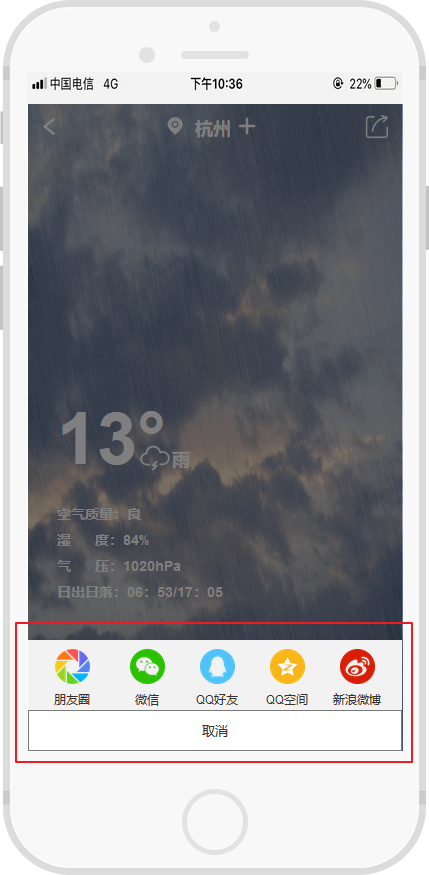 中国电信 4G 下午10:36 22%
杭州
13°
雨
空气质量：良
湿 度：84%
气 压：1020hPa
日出日落：06：53/17：05
朋友圈 微信 QQ好友 QQ空间 新浪微博
取消